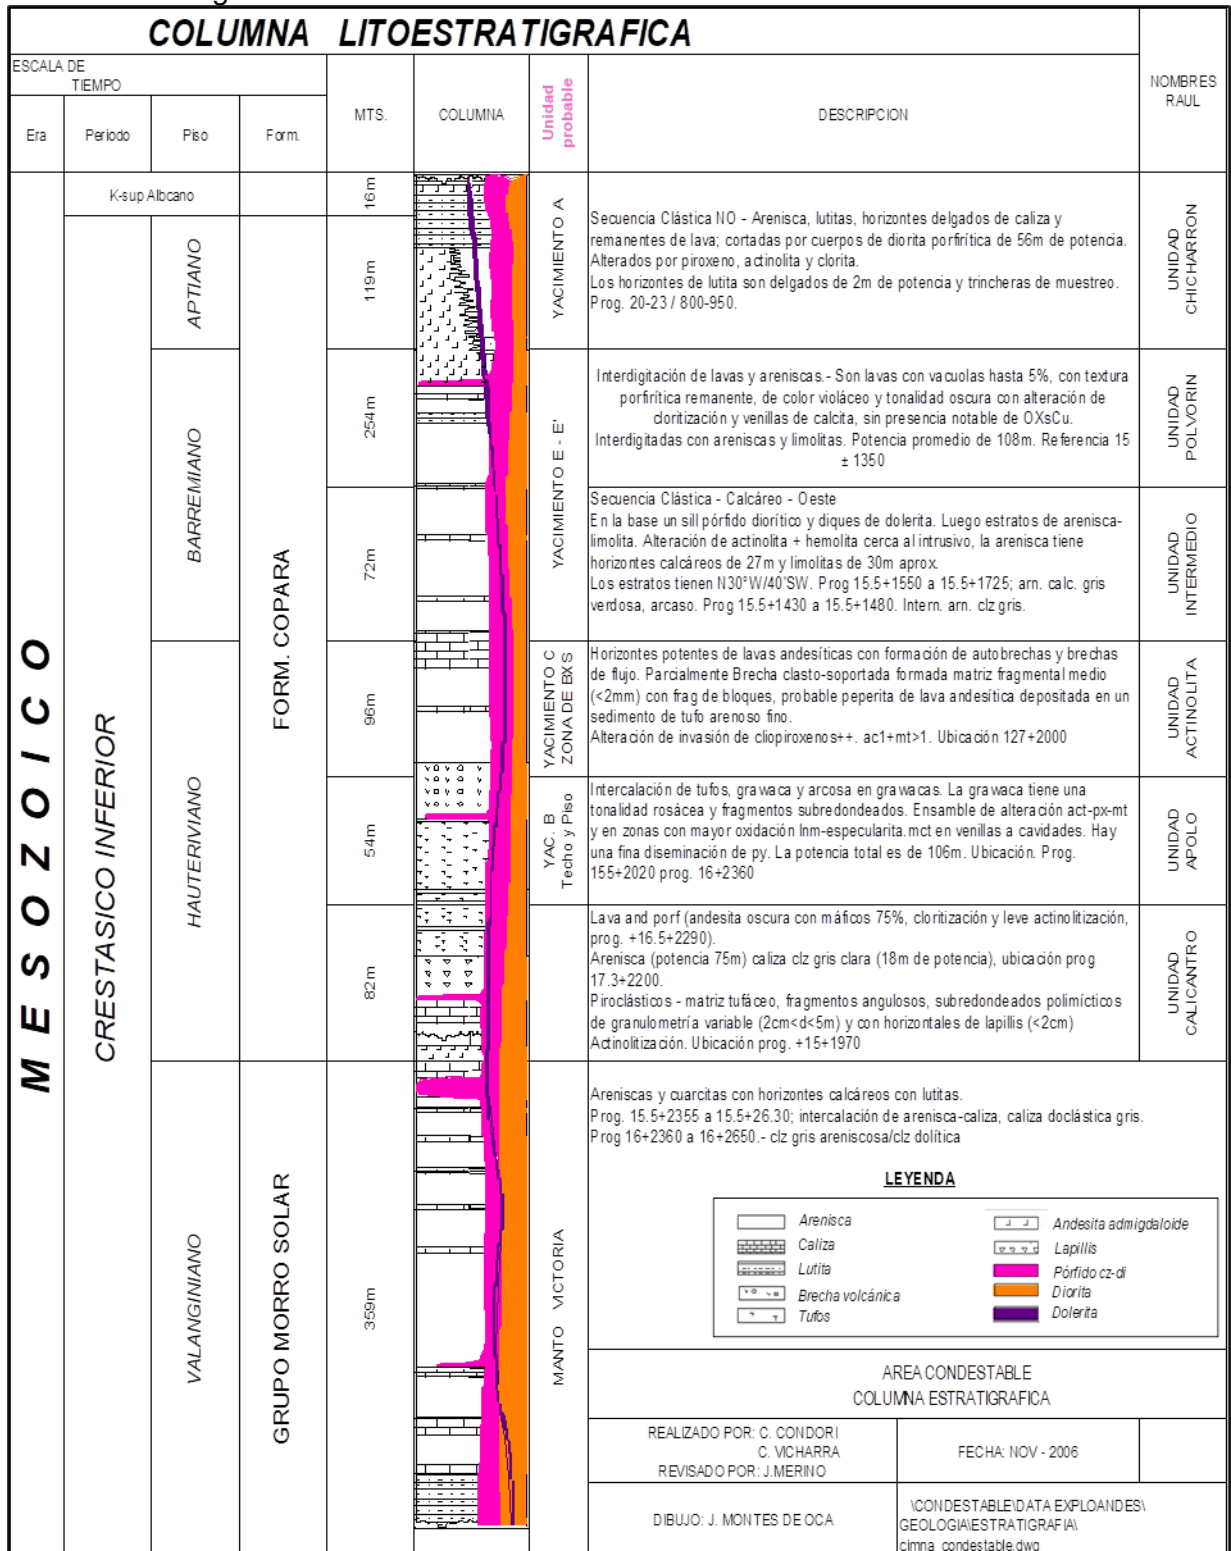 COLUMNA LITOESTRATIGRAFICA
ESCALA DE
TIEMPO
Era
Periodo
Piso
Form.
MTS.
COLUMNA
Unidad
probable
DESCRIPCION
NOMBRES
RAUL
MESOZOICO
K-sup Albcano
CRESTASICO INFERIOR
APTIANO
BARREMIANO
HAUTERIVIANO
VALANGINIANO
FORM. COPARA
GRUPO MORRO SOLAR
16m
119m
254m
72m
96m
54m
82m
359m
YACIMIENTO A
Secuencia Clástica NO - Arenisca, lutitas, horizontes delgados de caliza y
remanentes de lava; cortadas por cuerpos de diorita porfirítica de 56m de potencia.
Alterados por piroxeno, actinolita y clorita.
Los horizontes de lutita son delgados de 2m de potencia y trincheras de muestreo.
Prog. 20-23 / 800-950.
UNIDAD
CHICHARRON
YACIMIENTO E - E'
Interdigitación de lavas y areniscas.- Son lavas con vacuolas hasta 5%, con textura
porfirítica remanente, de color violáceo y tonalidad oscura con alteración de
cloritización y venillas de calcita, sin presencia notable de OXsCu.
Interdigitadas con areniscas y limolitas. Potencia promedio de 108m. Referencia 15
± 1350
UNIDAD
POLVORIN
Secuencia Clástica - Calcáreo - Oeste
En la base un sill pórfido diorítico y diques de dolerita. Luego estratos de arenisca-
limolita. Alteración de actinolita + hemolita cerca al intrusivo, la arenisca tiene
horizontes calcáreos de 27m y limolitas de 30m aprox.
Los estratos tienen N30°W/40'SW. Prog 15.5+1550 a 15.5+1725; arn. calc. gris
verdosa, arcaso. Prog 15.5+1430 a 15.5+1480. Intern. arn. clz gris.
UNIDAD
INTERMEDIO
YACIMIENTO C
ZONA DE BXS
Horizontes potentes de lavas andesíticas con formación de autobrechas y brechas
de flujo. Parcialmente Brecha clasto-soportada formada matriz fragmental medio
(<2mm) con frag de bloques, probable peperita de lava andesítica depositada en un
sedimento de tufo arenoso fino.
Alteración de invasión de cliopiroxenos++. ac1+mt>1. Ubicación 127+2000
UNIDAD
ACTINOLITA
YAC. B
Techo y Piso
Intercalación de tufos, grawaca y arcosa en grawacas. La grawaca tiene una
tonalidad rosácea y fragmentos subredondeados. Ensamble de alteración act-px-mt
y en zonas con mayor oxidación Inm-especularita.mct en venillas a cavidades. Hay
una fina diseminación de py. La potencia total es de 106m. Ubicación. Prog.
155+2020 prog. 16+2360
UNIDAD
APOLO
Lava and porf (andesita oscura con máficos 75%, cloritización y leve actinolitización,
prog. +16.5+2290).
Arenisca (potencia 75m) caliza clz gris clara (18m de potencia), ubicación prog
17.3+2200.
Piroclásticos - matriz tufáceo, fragmentos angulosos, subredondeados polimícticos
de granulometría variable (2cm<d<5m) y con horizontales de lapillis (<2cm)
Actinolitización. Ubicación prog. +15+1970
UNIDAD
CALICANTRO
MANTO VICTORIA
Areniscas y cuarcitas con horizontes calcáreos con lutitas.
Prog. 15.5+2355 a 15.5+26.30; intercalación de arenisca-caliza, caliza doclástica gris.
Prog 16+2360 a 16+2650.- clz gris areniscosa/clz dolítica
LEYENDA
Arenisca
Caliza
Lutita
Brecha volcánica
Tufos
Andesita admigdaloide
Lapillis
Pórfido cz-di
Diorita
Dolerita
AREA CONDESTABLE
COLUMNA ESTRATIGRAFICA
REALIZADO POR: C. CONDORI
C. VICHARRA
REVISADO POR: J.MERINO
FECHA: NOV - 2006
DIBUJO: J. MONTES DE OCA
\CONDESTABLE\DATA EXPLOANDES\
GEOLOGIA\ESTRATIGRAFIA\
cimna_condestable.dwg